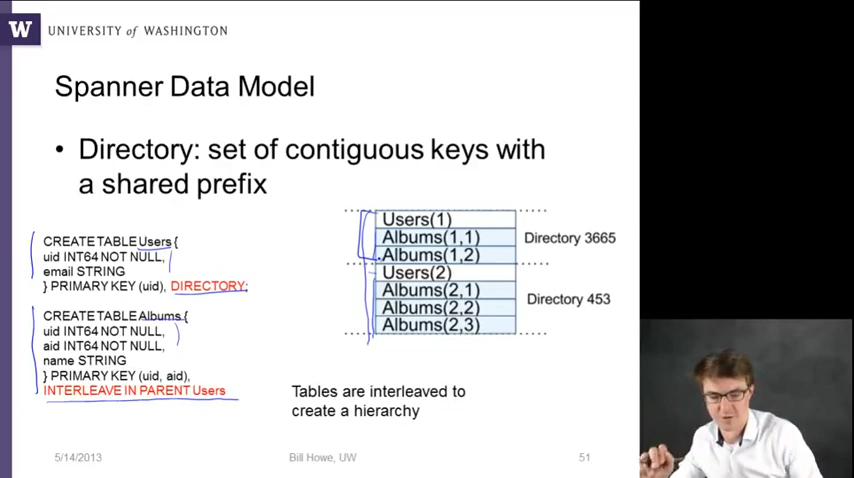 W UNIVERSITY of WASHINGTON
Spanner Data Model
• Directory: set of contiguous keys with
a shared prefix
CREATE TABLE Users {
uid INT64 NOT NULL,
email STRING
} PRIMARY KEY (uid), DIRECTORY;
CREATE TABLE Albums {
uid INT64 NOT NULL,
aid INT64 NOT NULL,
name STRING
} PRIMARY KEY (uid, aid),
INTERLEAVE IN PARENT Users
Users(1)
Albums(1,1)
Albums(1,2)
Users(2)
Albums(2,1)
Albums(2,2)
Albums(2,3)
Directory 3665
Directory 453
Tables are interleaved to
create a hierarchy
5/14/2013
Bill Howe, UW
51